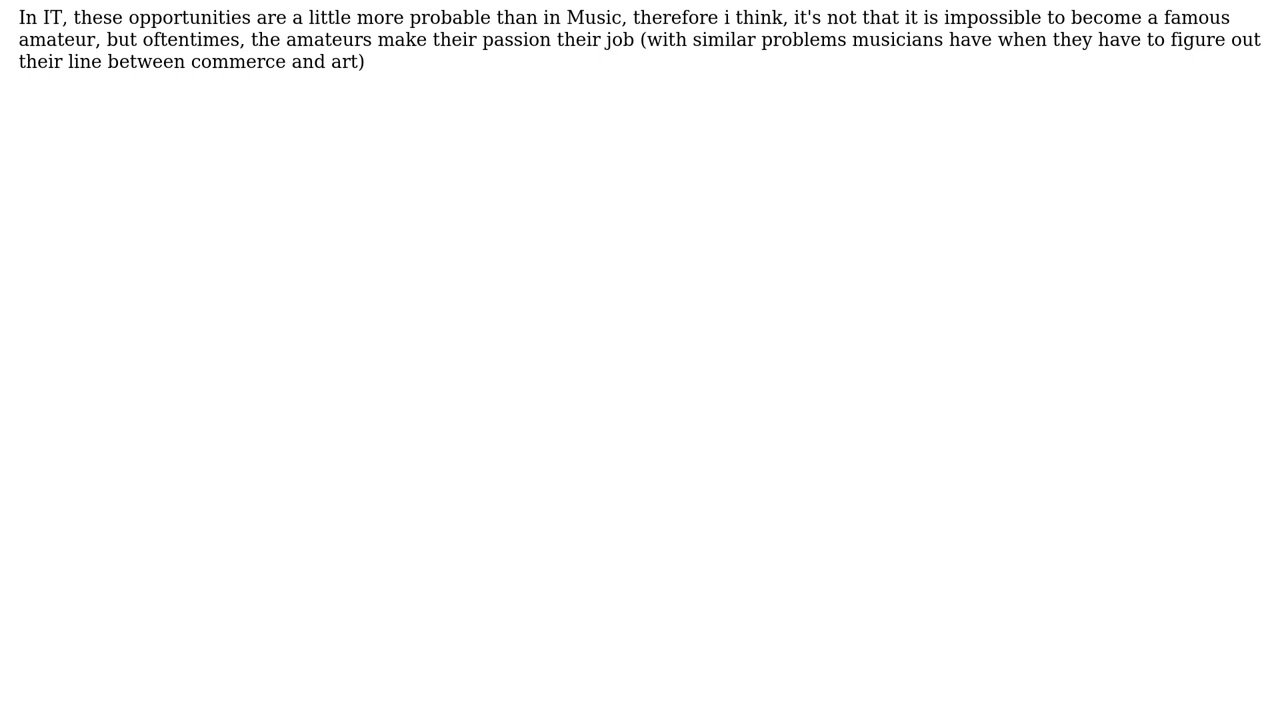 In IT, these opportunities are a little more probable than in Music, therefore i think, it's not that it is impossible to become a famous
amateur, but oftentimes, the amateurs make their passion their job (with similar problems musicians have when they have to figure out
their line between commerce and art)